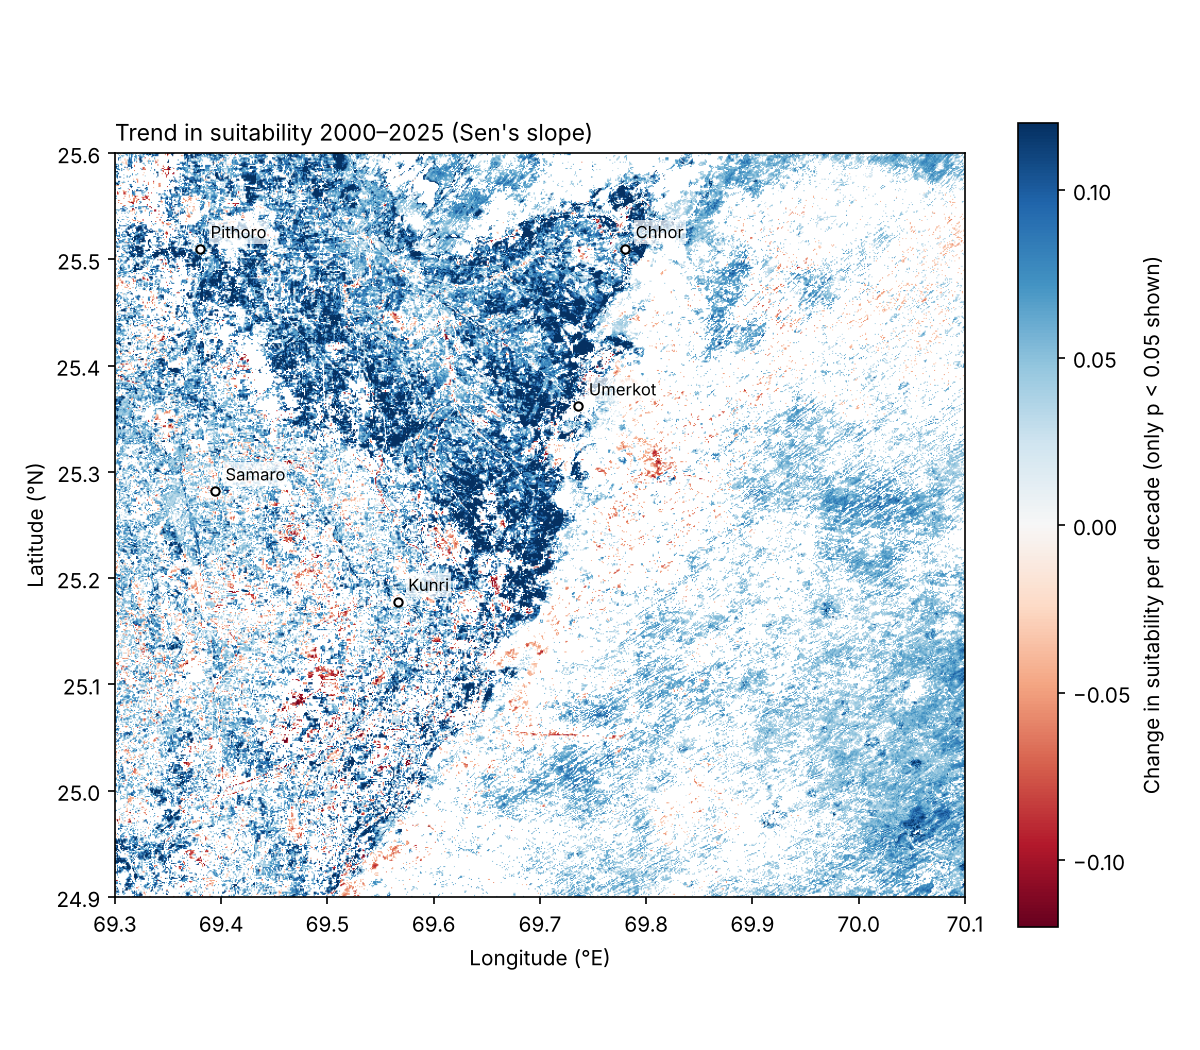 Trend in suitability 2000–2025 (Sen's slope)
25.6
25.5
25.4
25.3
25.2
25.1
25.0
24.9
Latitude (°N)
Pithoro
Chhor
Umerkot
Samaro
Kunri
69.3
69.4
69.5
69.6
69.7
69.8
69.9
70.0
70.1
Longitude (°E)
0.10
0.05
0.00
−0.05
−0.10
Change in suitability per decade (only p < 0.05 shown)